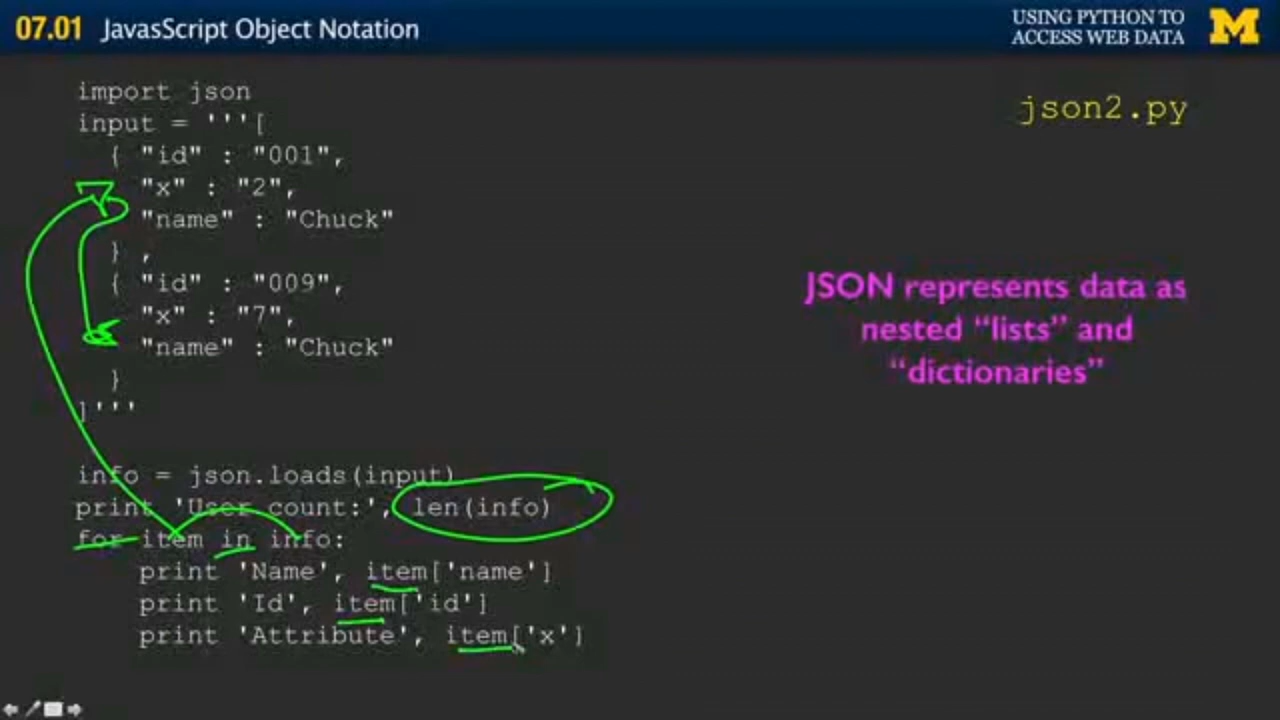 07.01 JavasScript Object Notation
USING PYTHON TO
ACCESS WEB DATA
M
json2.py
import json
input = '''[
{ "id" : "001",
"x" : "2",
"name" : "Chuck"
} ,
{ "id" : "009",
"x" : "7",
"name" : "Chuck"
}
]'''
JSON represents data as
nested “lists” and
“dictionaries”
info = json.loads(input)
print 'User count:', len(info)
for item in info:
print 'Name', item['name']
print 'Id', item['id']
print 'Attribute', item['x']